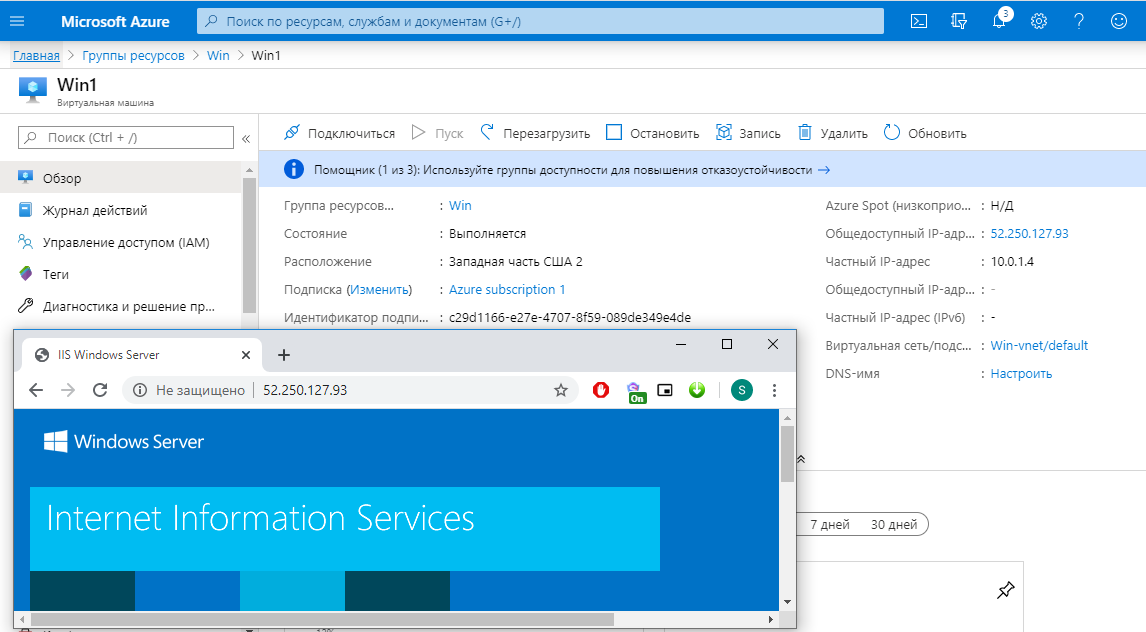 Microsoft Azure
Поиск по ресурсам, службам и документам (G+/)
3
Главная > Группы ресурсов > Win > Win1
Win1
Виртуальная машина
Поиск (Ctrl + /)
«
Подключиться
Пуск
Перезагрузить
Остановить
Запись
Удалить
Обновить
Помощник (1 из 3): Используйте группы доступности для повышения отказоустойчивости →
Обзор
Журнал действий
Управление доступом (IAM)
Теги
Диагностика и решение пр...
Группа ресурсов... : Win
Состояние : Выполняется
Расположение : Западная часть США 2
Подписка (Изменить) : Azure subscription 1
Идентификатор подпи... : c29d1166-e27e-4707-8f59-089de349e4de
Azure Spot (низкоприо... : Н/Д
Общедоступный IP-адр... : 52.250.127.93
Частный IP-адрес : 10.0.1.4
Общедоступный IP-адр... : -
Частный IP-адрес (IPv6) : -
Виртуальная сеть/подс... : Win-vnet/default
DNS-имя : Настроить
IIS Windows Server
Не защищено | 52.250.127.93
On
S
Windows Server
Internet Information Services
7 дней
30 дней